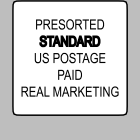 PRESORTED
STANDARD
US POSTAGE
PAID
REAL MARKETING